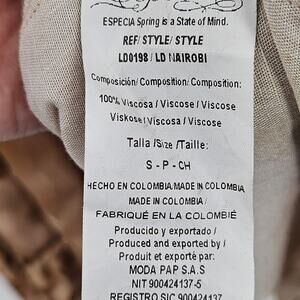 ESPECIA Spring is a State of Mind.
REF/ STYLE/ STYLE
LD0198 / LD NAIROBI
Composición/ Composition/ Composition:
100% Viscosa / Viscose / Viscose
Viskose/ Viscosa / Viscose
Talla /Size /Taille:
S - P - CH
HECHO EN COLOMBIA/MADE IN COLOMBIA
MADE IN COLOMBIA /
FABRIQUÉ EN LA COLOMBIÉ
Producido y exportado /
Produced and exported by /
Produit et exporté par:
MODA PAP S.A.S
NIT 900424137-5
REGISTRO SIC 900424137